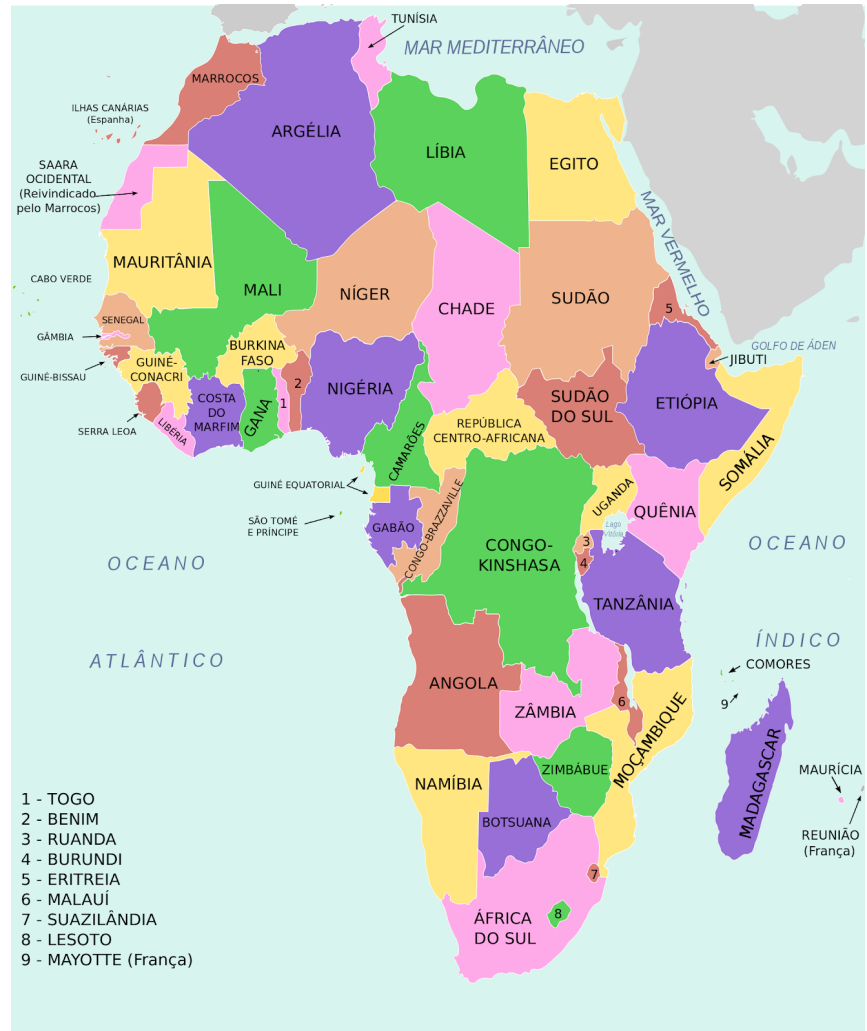 TUNÍSIA
MAR MEDITERRÂNEO
MARROCOS
ILHAS CANÁRIAS
(Espanha)
ARGÉLIA
LÍBIA
EGITO
SAARA
OCIDENTAL
(Reivindicado
pelo Marrocos)
MAR VERMELHO
MAURITÂNIA
CABO VERDE
MALI
NÍGER
CHADE
SUDÃO
5
SENEGAL
GÂMBIA
GUINÉ-BISSAU
GUINÉ-
CONACRI
BURKINA
FASO
GOLFO DE ÁDEN
JIBUTI
COSTA
DO
MARFIM
GANA
1
2
NIGÉRIA
SUDÃO
DO SUL
ETIÓPIA
SERRA LEOA
LIBÉRIA
CAMARÕES
REPÚBLICA
CENTRO-AFRICANA
SOMÁLIA
GUINÉ EQUATORIAL
UGANDA
QUÊNIA
SÃO TOMÉ
E PRÍNCIPE
GABÃO
CONGO-BRAZZAVILLE
Lago
Vitória
3
4
CONGO-
KINSHASA
OCEANO
OCEANO
TANZÂNIA
ATLÂNTICO
ÍNDICO
COMORES
ANGOLA
ZÂMBIA
6
9
MOÇAMBIQUE
MADAGASCAR
NAMÍBIA
ZIMBÁBUE
BOTSUANA
MAURÍCIA
REUNIÃO
(França)
7
8
ÁFRICA
DO SUL
1 - TOGO
2 - BENIM
3 - RUANDA
4 - BURUNDI
5 - ERITREIA
6 - MALAUÍ
7 - SUAZILÂNDIA
8 - LESOTO
9 - MAYOTTE (França)